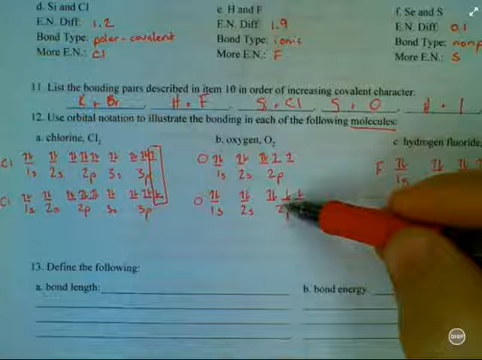 d. Si and Cl
E.N. Diff: 1.2
Bond Type: polar-covalent
More E.N.: Cl
e. H and F
E.N. Diff: 1.9
Bond Type: ionic
More E.N.: F
f. Se and S
E.N. Diff: 0.1
Bond Type: nonp
More E.N.: S
11. List the bonding pairs described in item 10 in order of increasing covalent character.
K + Br H - F Si, Cl S, O H - I
12. Use orbital notation to illustrate the bonding in each of the following molecules:
a. chlorine, Cl2
b. oxygen, O2
c hydrogen fluoride,
Cl
1s 2s 2p 3s 3p
Cl
1s 2s 2p 3s 3p
O
1s 2s 2p
O
1s 2s 2p
F
1s
13. Define the following:
a. bond length:
b. bond energy.